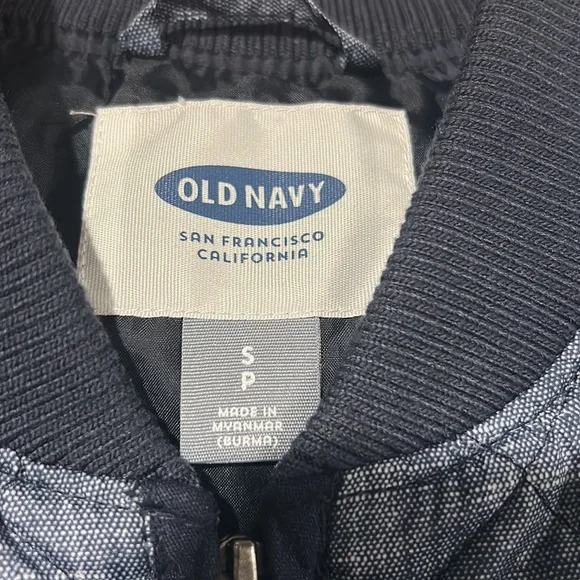 OLD NAVY
SAN FRANCISCO
CALIFORNIA
S
P
MADE IN
MYANMAR
(BURMA)